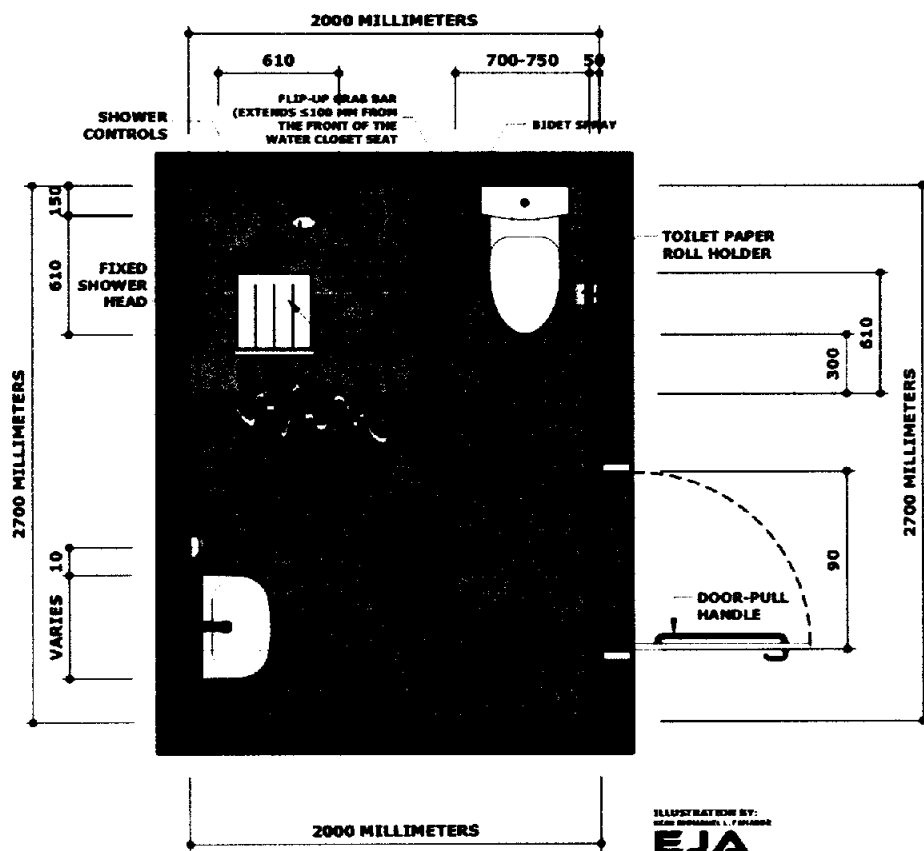 2000 MILLIMETERS
610
700-750
50
FLIP-UP GRAB BAR
(EXTENDS ≤100 MM FROM
THE FRONT OF THE
WATER CLOSET SEAT
SHOWER
CONTROLS
BIDET SPRAY
150
610
FIXED
SHOWER
HEAD
TOILET PAPER
ROLL HOLDER
610
300
2700 MILLIMETERS
2700 MILLIMETERS
10
VARIES
90
DOOR-PULL
HANDLE
2000 MILLIMETERS
ILLUSTRATION BY:
EJA